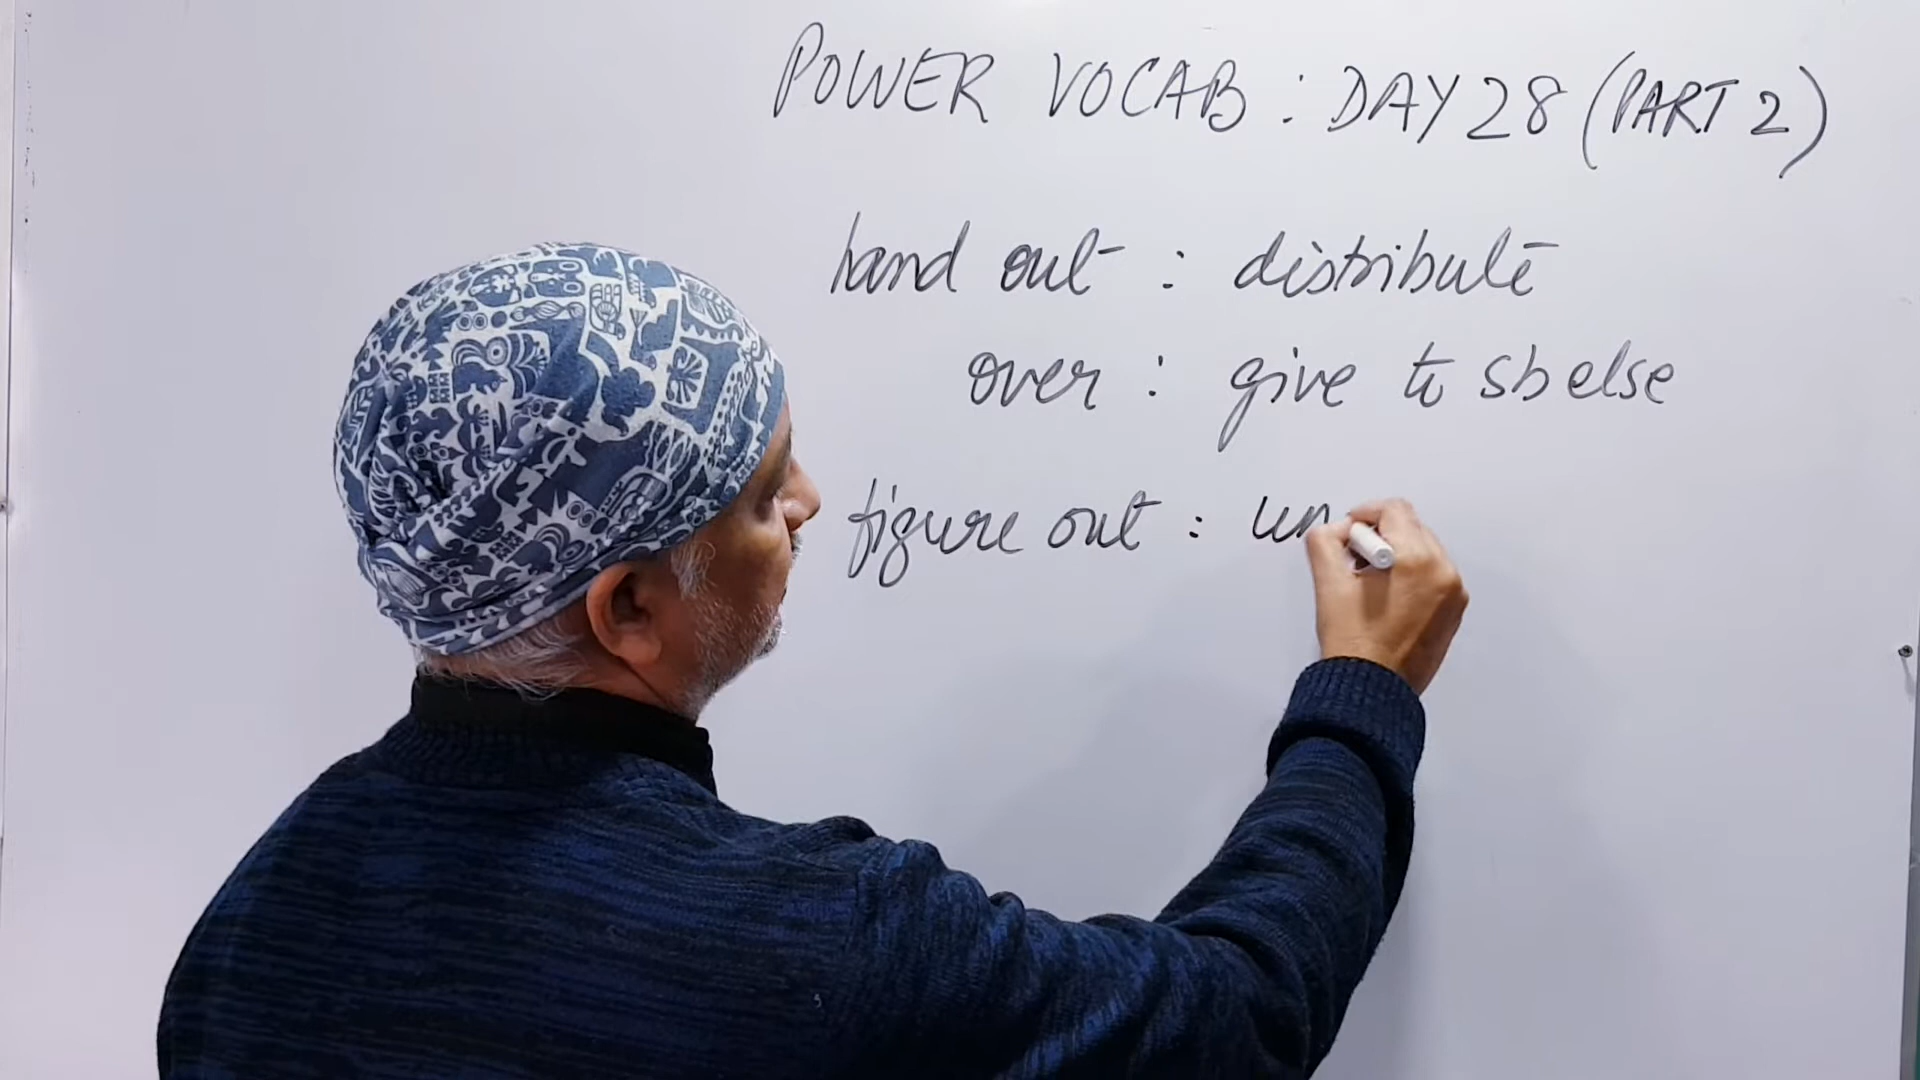 POWER VOCAB : DAY 28 (PART 2)
hand out : distribute
over : give to sb else
figure out : un